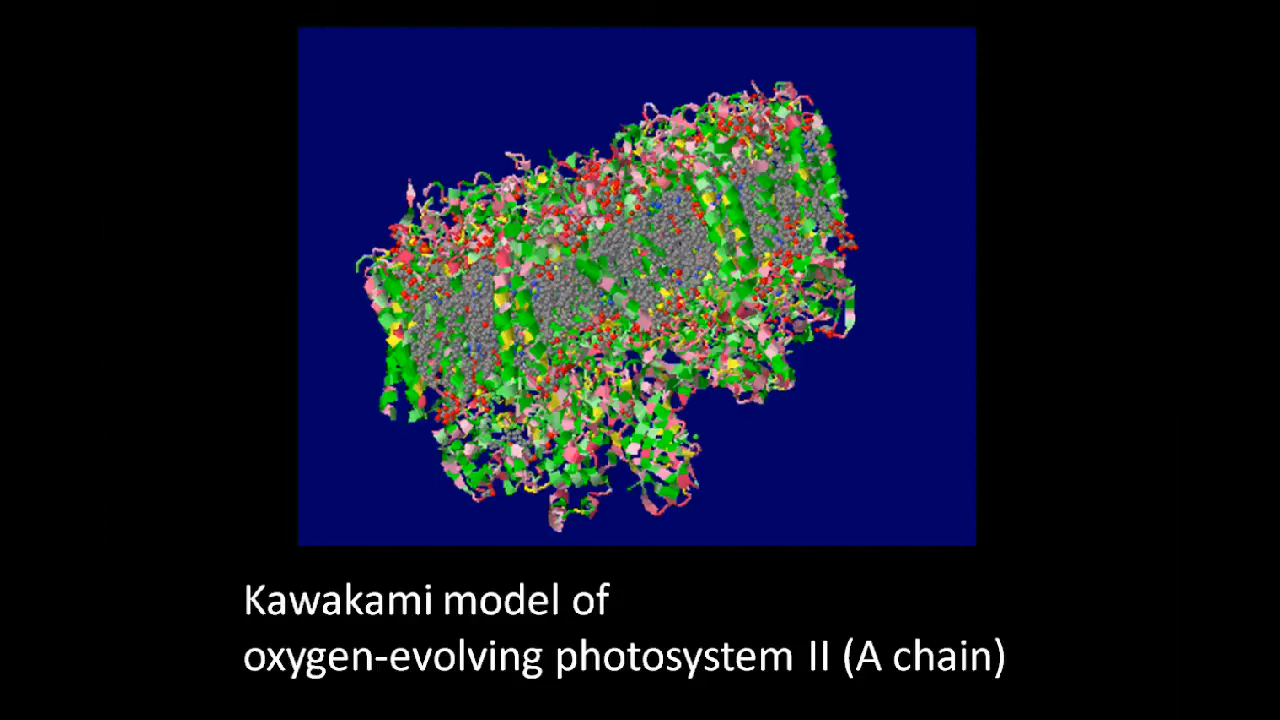 Kawakami model of
oxygen-evolving photosystem II (A chain)